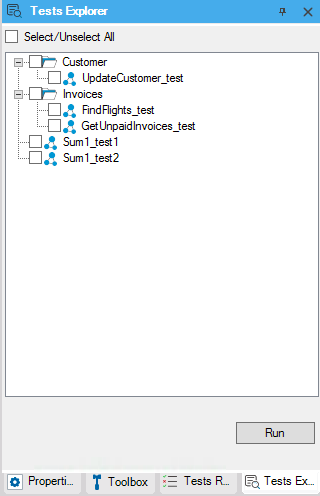 Tests Explorer
Select/Unselect All
Customer
UpdateCustomer_test
Invoices
FindFlights_test
GetUnpaidInvoices_test
Sum1_test1
Sum1_test2
Run
Properti... Toolbox Tests R... Tests Ex...